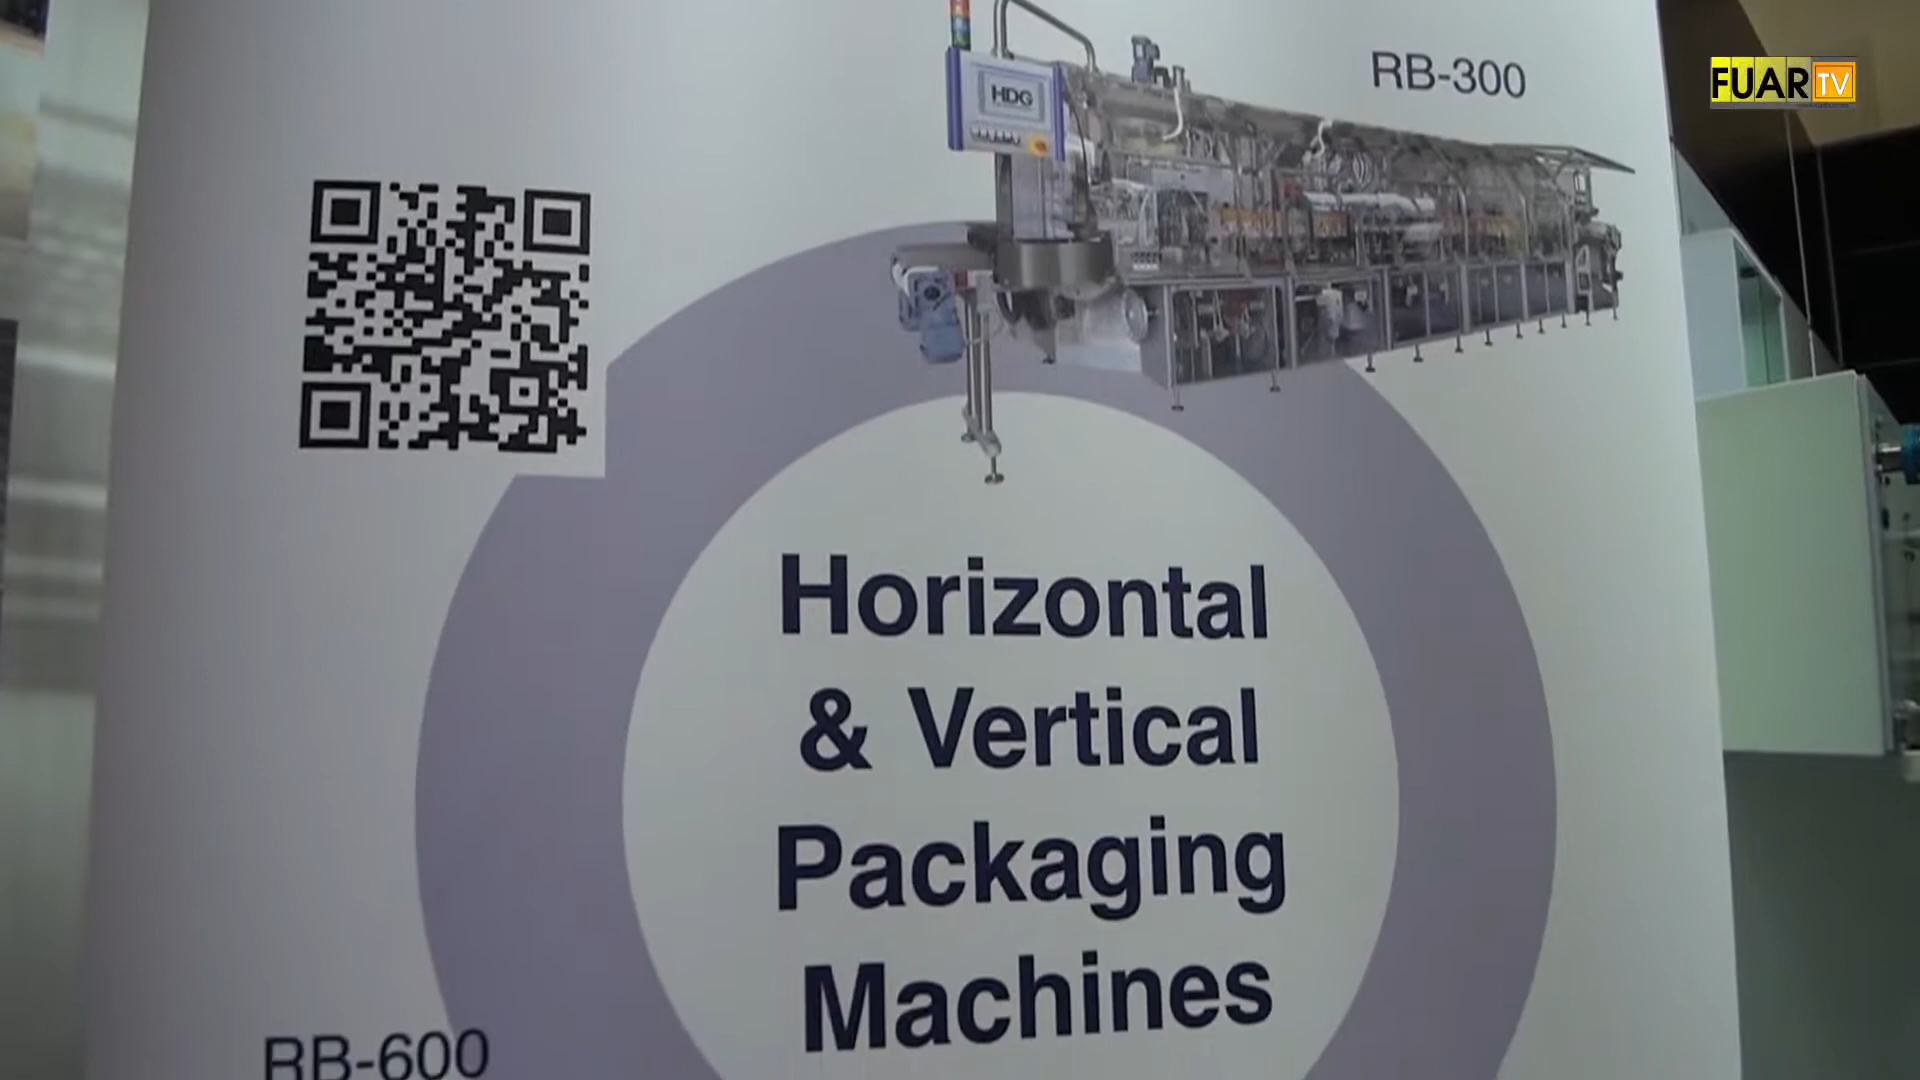 RB-300
FUAR TV
HDG
Horizontal
& Vertical
Packaging
Machines
RB-600